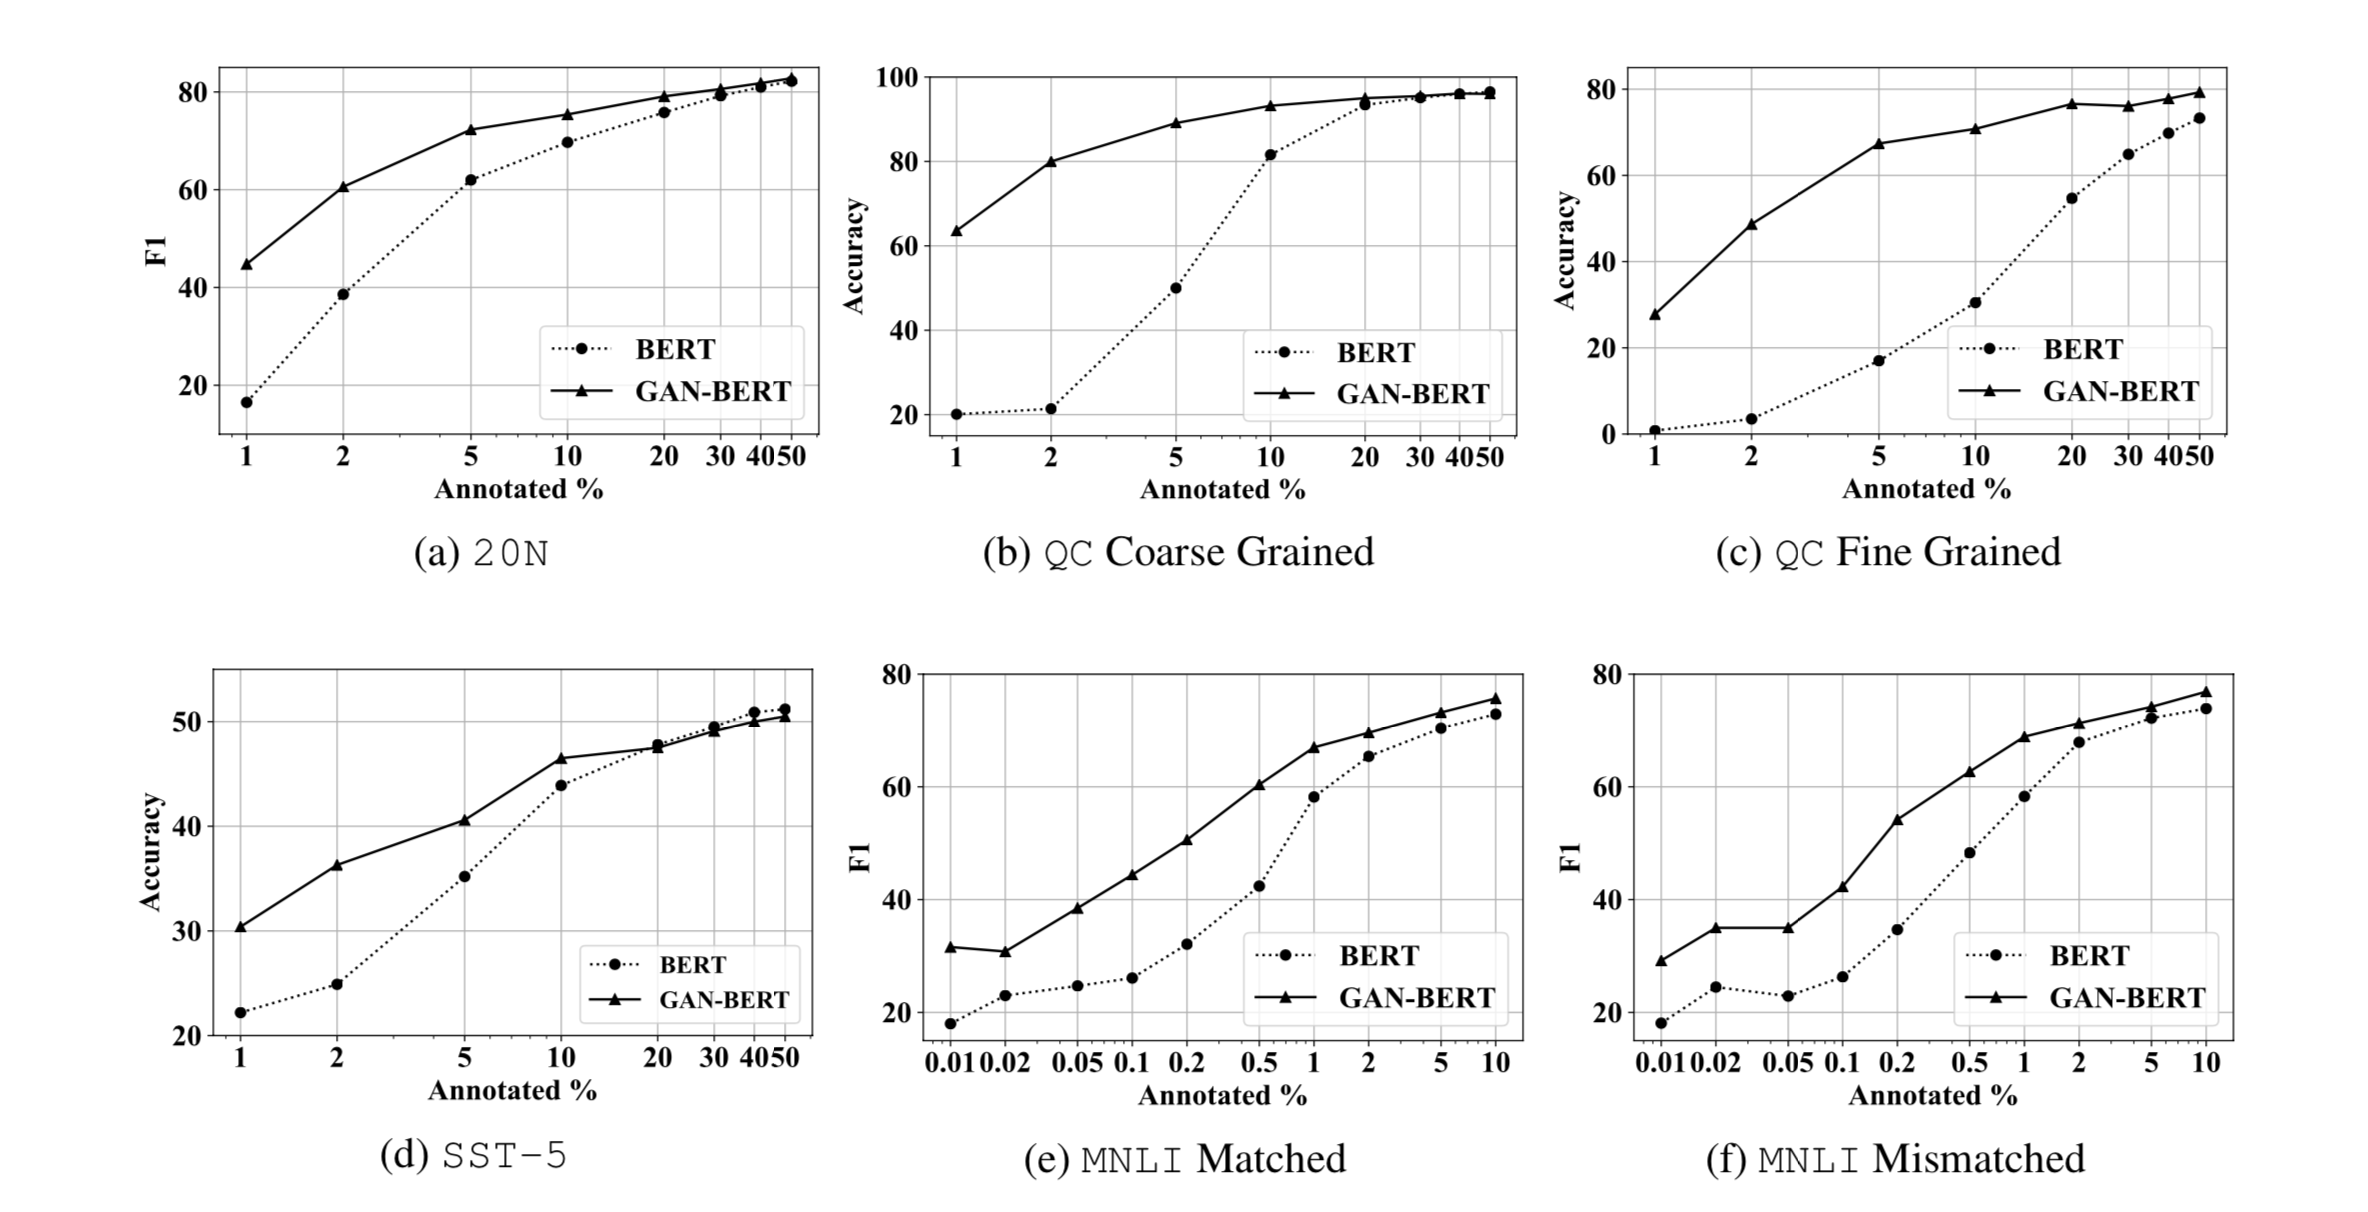 80
60
40
20
F1
BERT
GAN-BERT
1 2 5 10 20 30 40 50
Annotated %
(a) 20N
100
80
60
40
20
Accuracy
BERT
GAN-BERT
1 2 5 10 20 30 40 50
Annotated %
(b) QC Coarse Grained
80
60
40
20
0
Accuracy
BERT
GAN-BERT
1 2 5 10 20 30 40 50
Annotated %
(c) QC Fine Grained
50
40
30
20
Accuracy
BERT
GAN-BERT
1 2 5 10 20 30 40 50
Annotated %
(d) SST-5
80
60
40
20
F1
BERT
GAN-BERT
0.01 0.02 0.05 0.1 0.2 0.5 1 2 5 10
Annotated %
(e) MNLI Matched
80
60
40
20
F1
BERT
GAN-BERT
0.01 0.02 0.05 0.1 0.2 0.5 1 2 5 10
Annotated %
(f) MNLI Mismatched